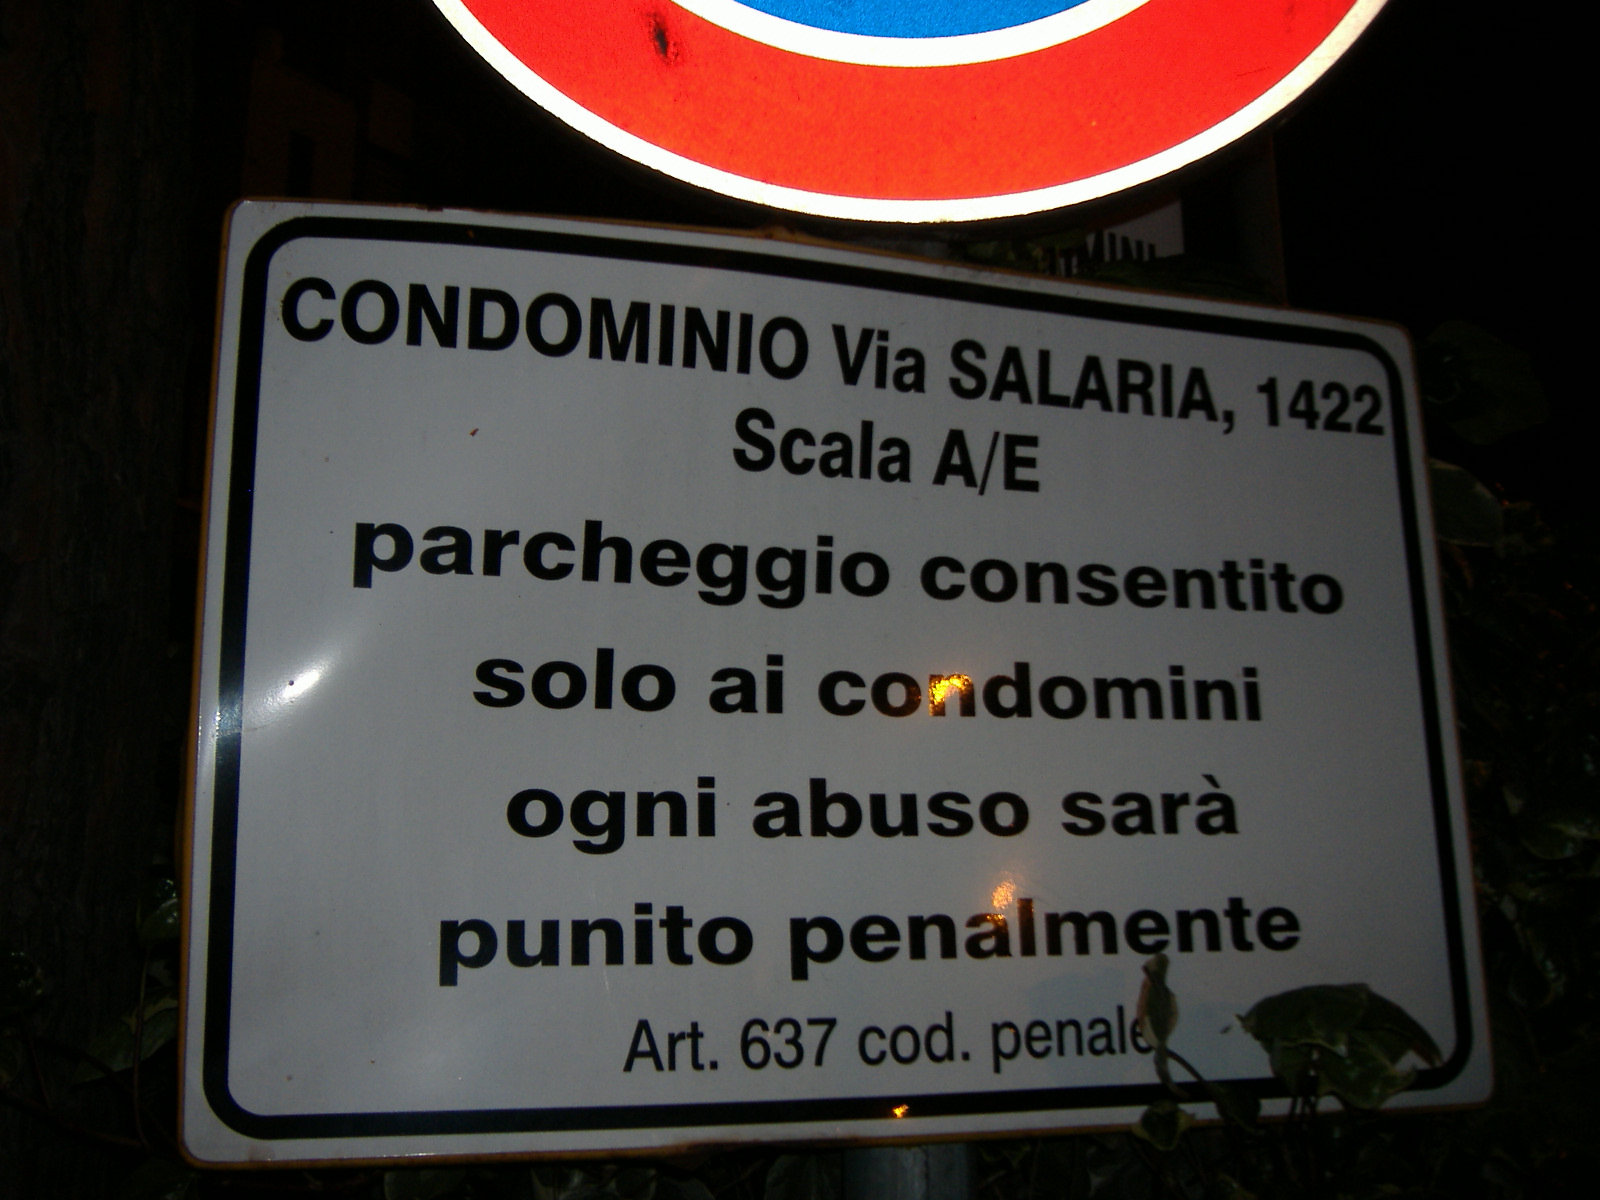 CONDOMINIO Via SALARIA, 1422
Scala A/E
parcheggio consentito
solo ai condomini
ogni abuso sarà
punito penalmente
Art. 637 cod. penale